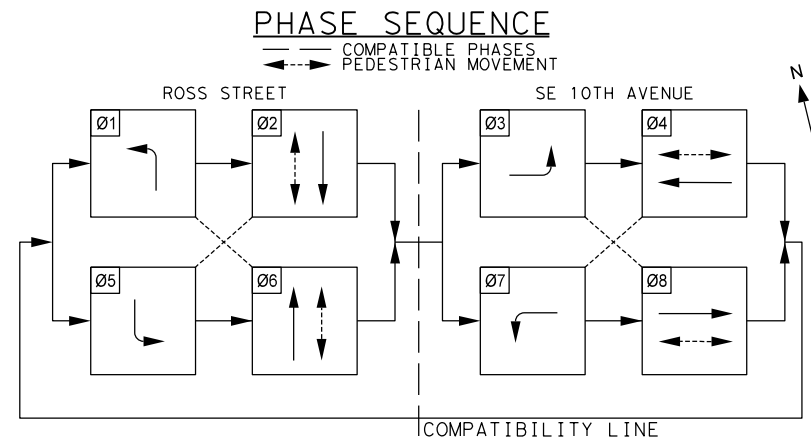 PHASE SEQUENCE
COMPATIBLE PHASES
PEDESTRIAN MOVEMENT
N
ROSS STREET
SE 10TH AVENUE
Ø1
Ø2
Ø3
Ø4
Ø5
Ø6
Ø7
Ø8
COMPATIBILITY LINE